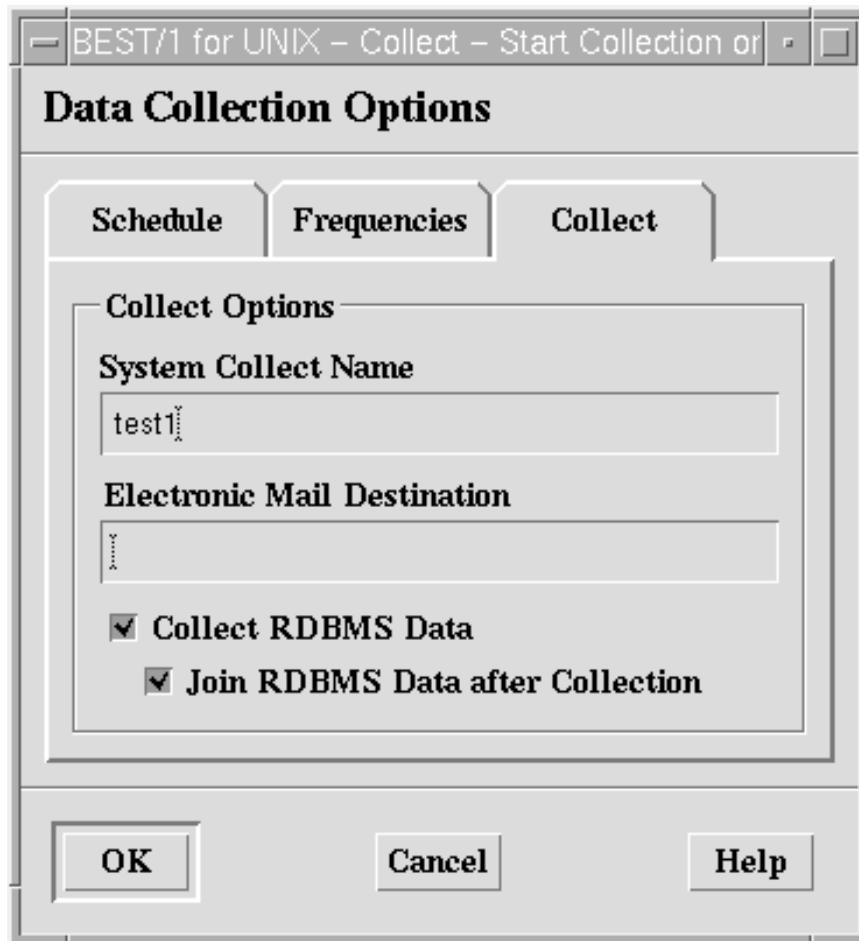 BEST/1 for UNIX – Collect – Start Collection or
Data Collection Options
Schedule Frequencies Collect
Collect Options
System Collect Name
test1
Electronic Mail Destination
Collect RDBMS Data
Join RDBMS Data after Collection
OK Cancel Help